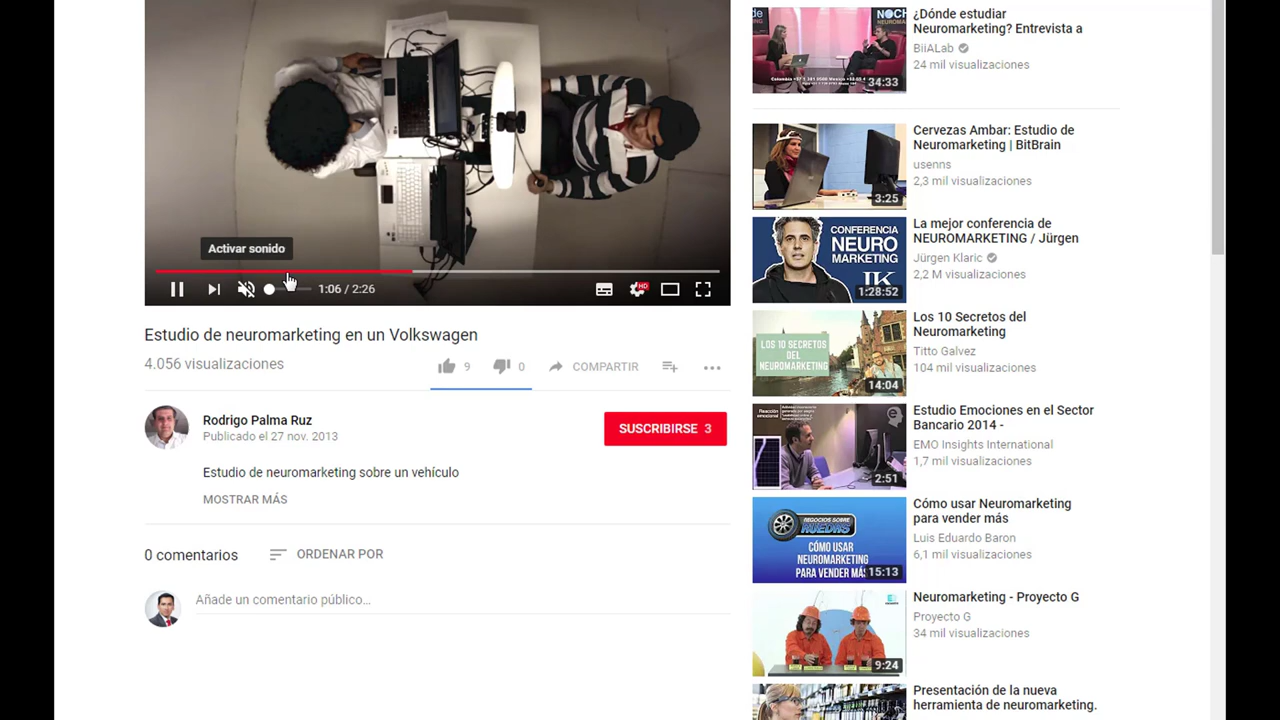 Activar sonido
1:06 / 2:26
HD
Estudio de neuromarketing en un Volkswagen
4.056 visualizaciones
9
0
COMPARTIR
Rodrigo Palma Ruz
Publicado el 27 nov. 2013
SUSCRIBIRSE 3
Estudio de neuromarketing sobre un vehículo
MOSTRAR MÁS
0 comentarios
ORDENAR POR
Añade un comentario público...
34:33
¿Dónde estudiar
Neuromarketing? Entrevista a
BiiALab
24 mil visualizaciones
3:25
Cervezas Ambar: Estudio de
Neuromarketing | BitBrain
usenns
2,3 mil visualizaciones
CONFERENCIA
NEURO
MARKETING
JK
1:28:52
La mejor conferencia de
NEUROMARKETING / Jürgen
Jürgen Klaric
2,2 M visualizaciones
LOS 10 SECRETOS
DEL
NEUROMARKETING
14:04
Los 10 Secretos del
Neuromarketing
Titto Galvez
104 mil visualizaciones
Reacción
emocional
2:51
Estudio Emociones en el Sector
Bancario 2014 -
EMO Insights International
1,7 mil visualizaciones
NEGOCIOS SOBRE
RUEDAS
CÓMO USAR
NEUROMARKETING
PARA VENDER MÁS
15:13
Cómo usar Neuromarketing
para vender más
Luis Eduardo Baron
6,1 mil visualizaciones
9:24
Neuromarketing - Proyecto G
Proyecto G
34 mil visualizaciones
Presentación de la nueva
herramienta de neuromarketing.